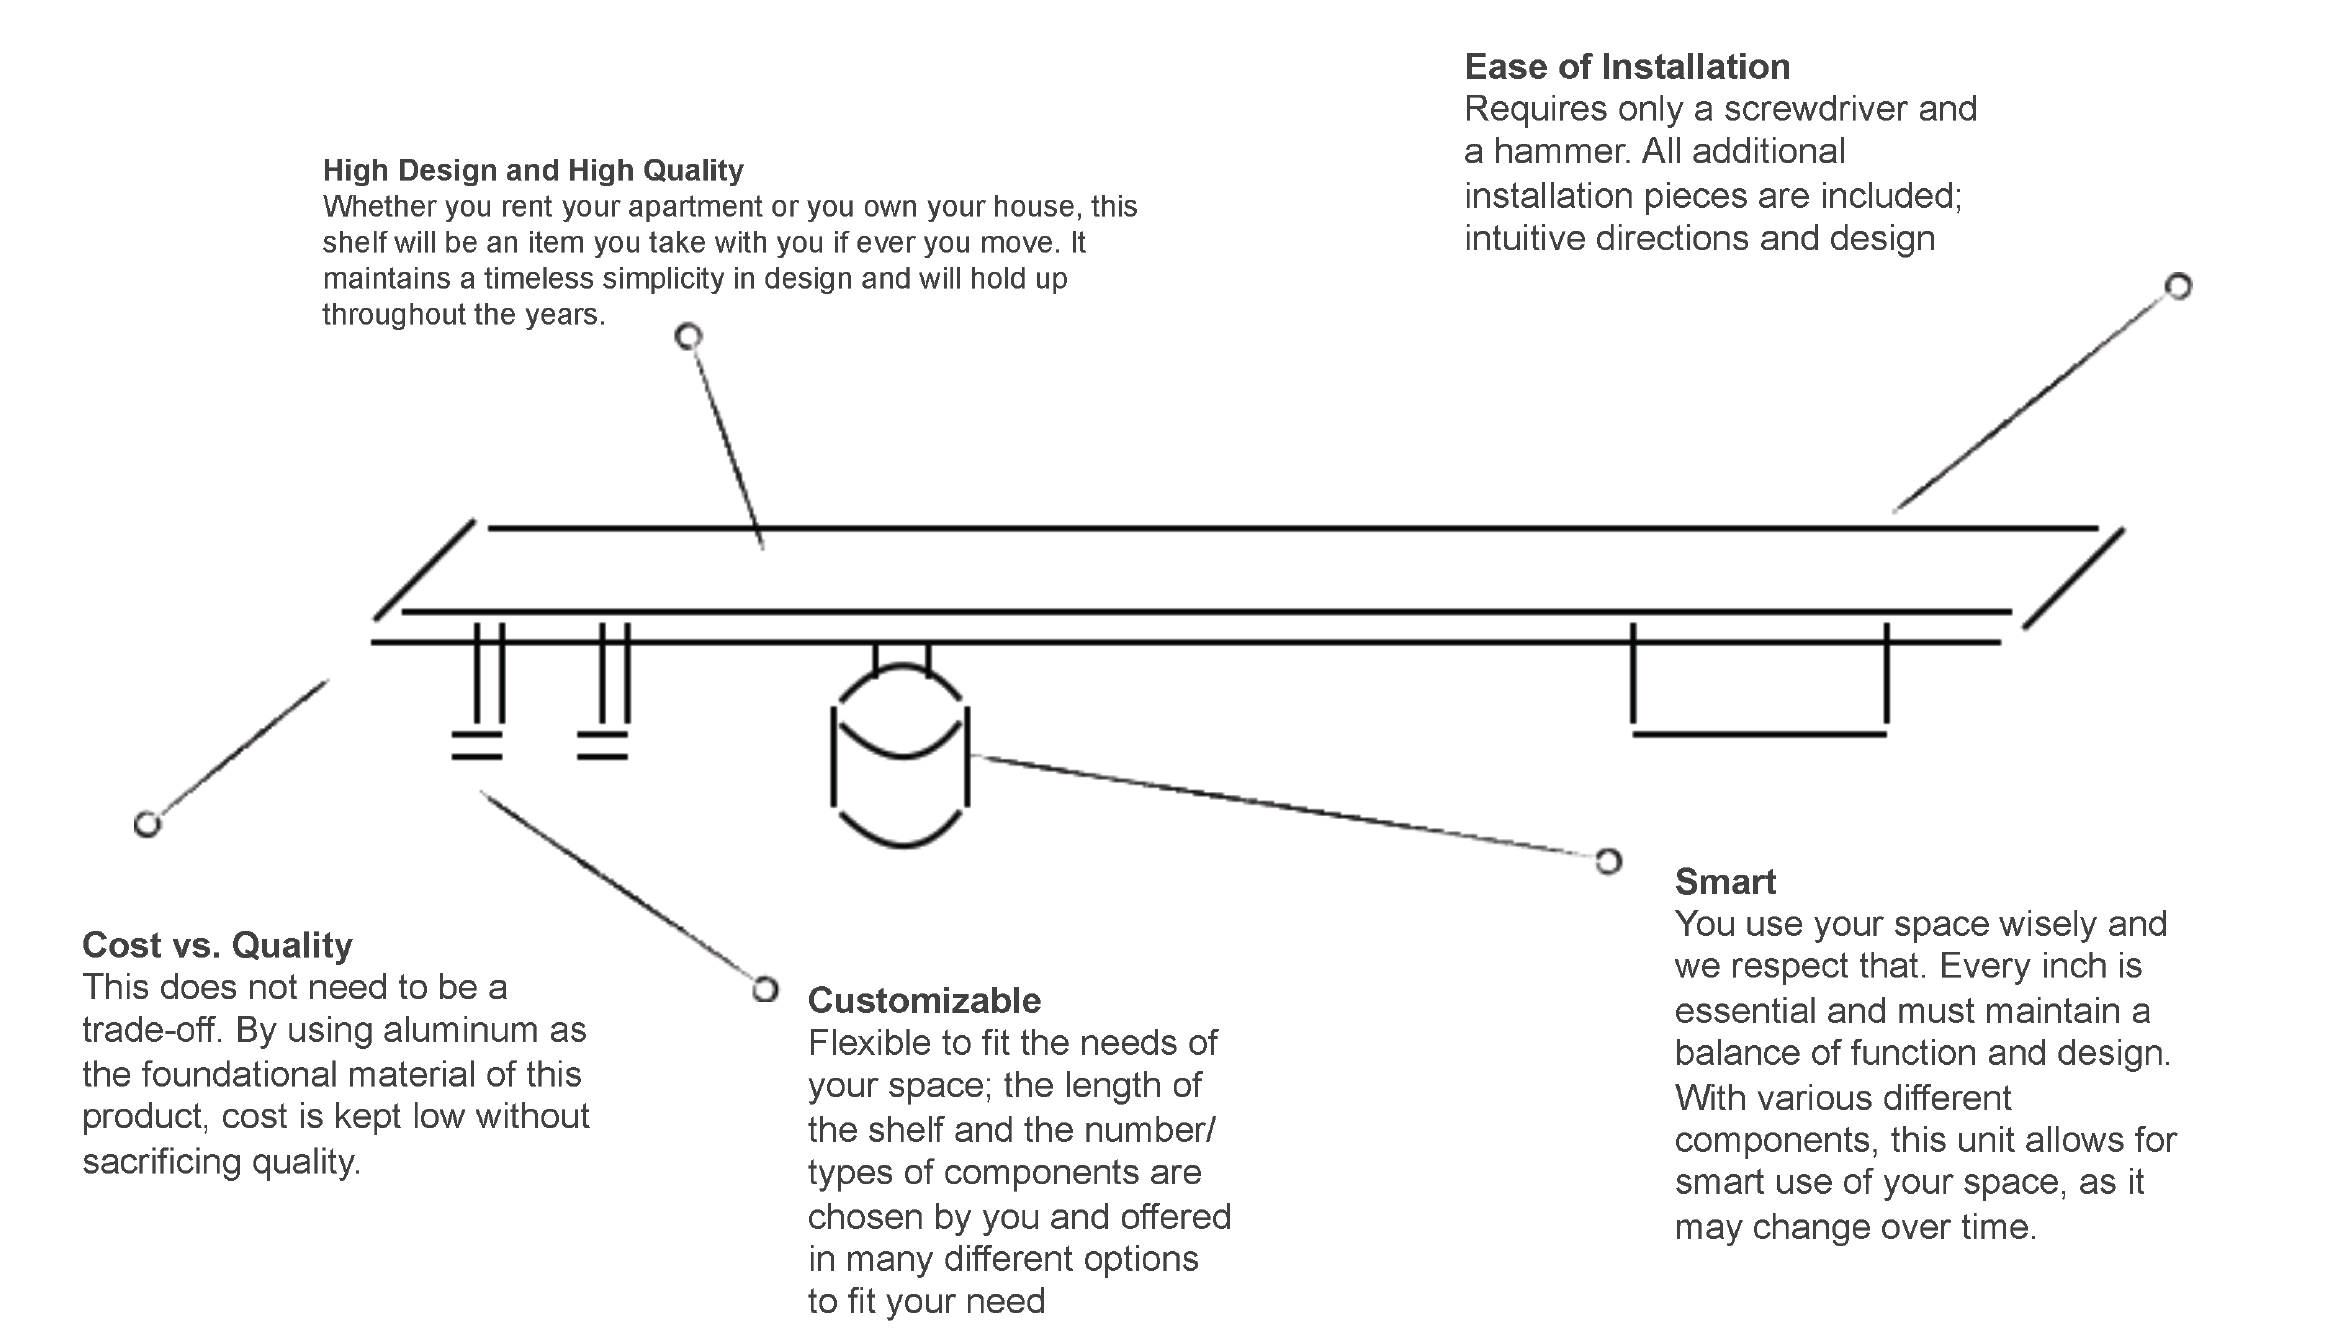 Ease of Installation
Requires only a screwdriver and
a hammer. All additional
installation pieces are included;
intuitive directions and design
High Design and High Quality
Whether you rent your apartment or you own your house, this
shelf will be an item you take with you if ever you move. It
maintains a timeless simplicity in design and will hold up
throughout the years.
Cost vs. Quality
This does not need to be a
trade-off. By using aluminum as
the foundational material of this
product, cost is kept low without
sacrificing quality.
Customizable
Flexible to fit the needs of
your space; the length of
the shelf and the number/
types of components are
chosen by you and offered
in many different options
to fit your need
Smart
You use your space wisely and
we respect that. Every inch is
essential and must maintain a
balance of function and design.
With various different
components, this unit allows for
smart use of your space, as it
may change over time.